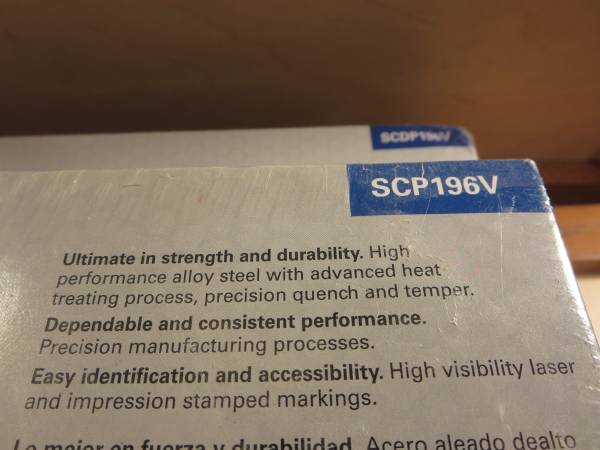 SCDP196V
SCP196V
Ultimate in strength and durability. High
performance alloy steel with advanced heat
treating process, precision quench and temper.
Dependable and consistent performance.
Precision manufacturing processes.
Easy identification and accessibility. High visibility laser
and impression stamped markings.
Lo mejor en fuerza y durabilidad. Acero aleado dealto